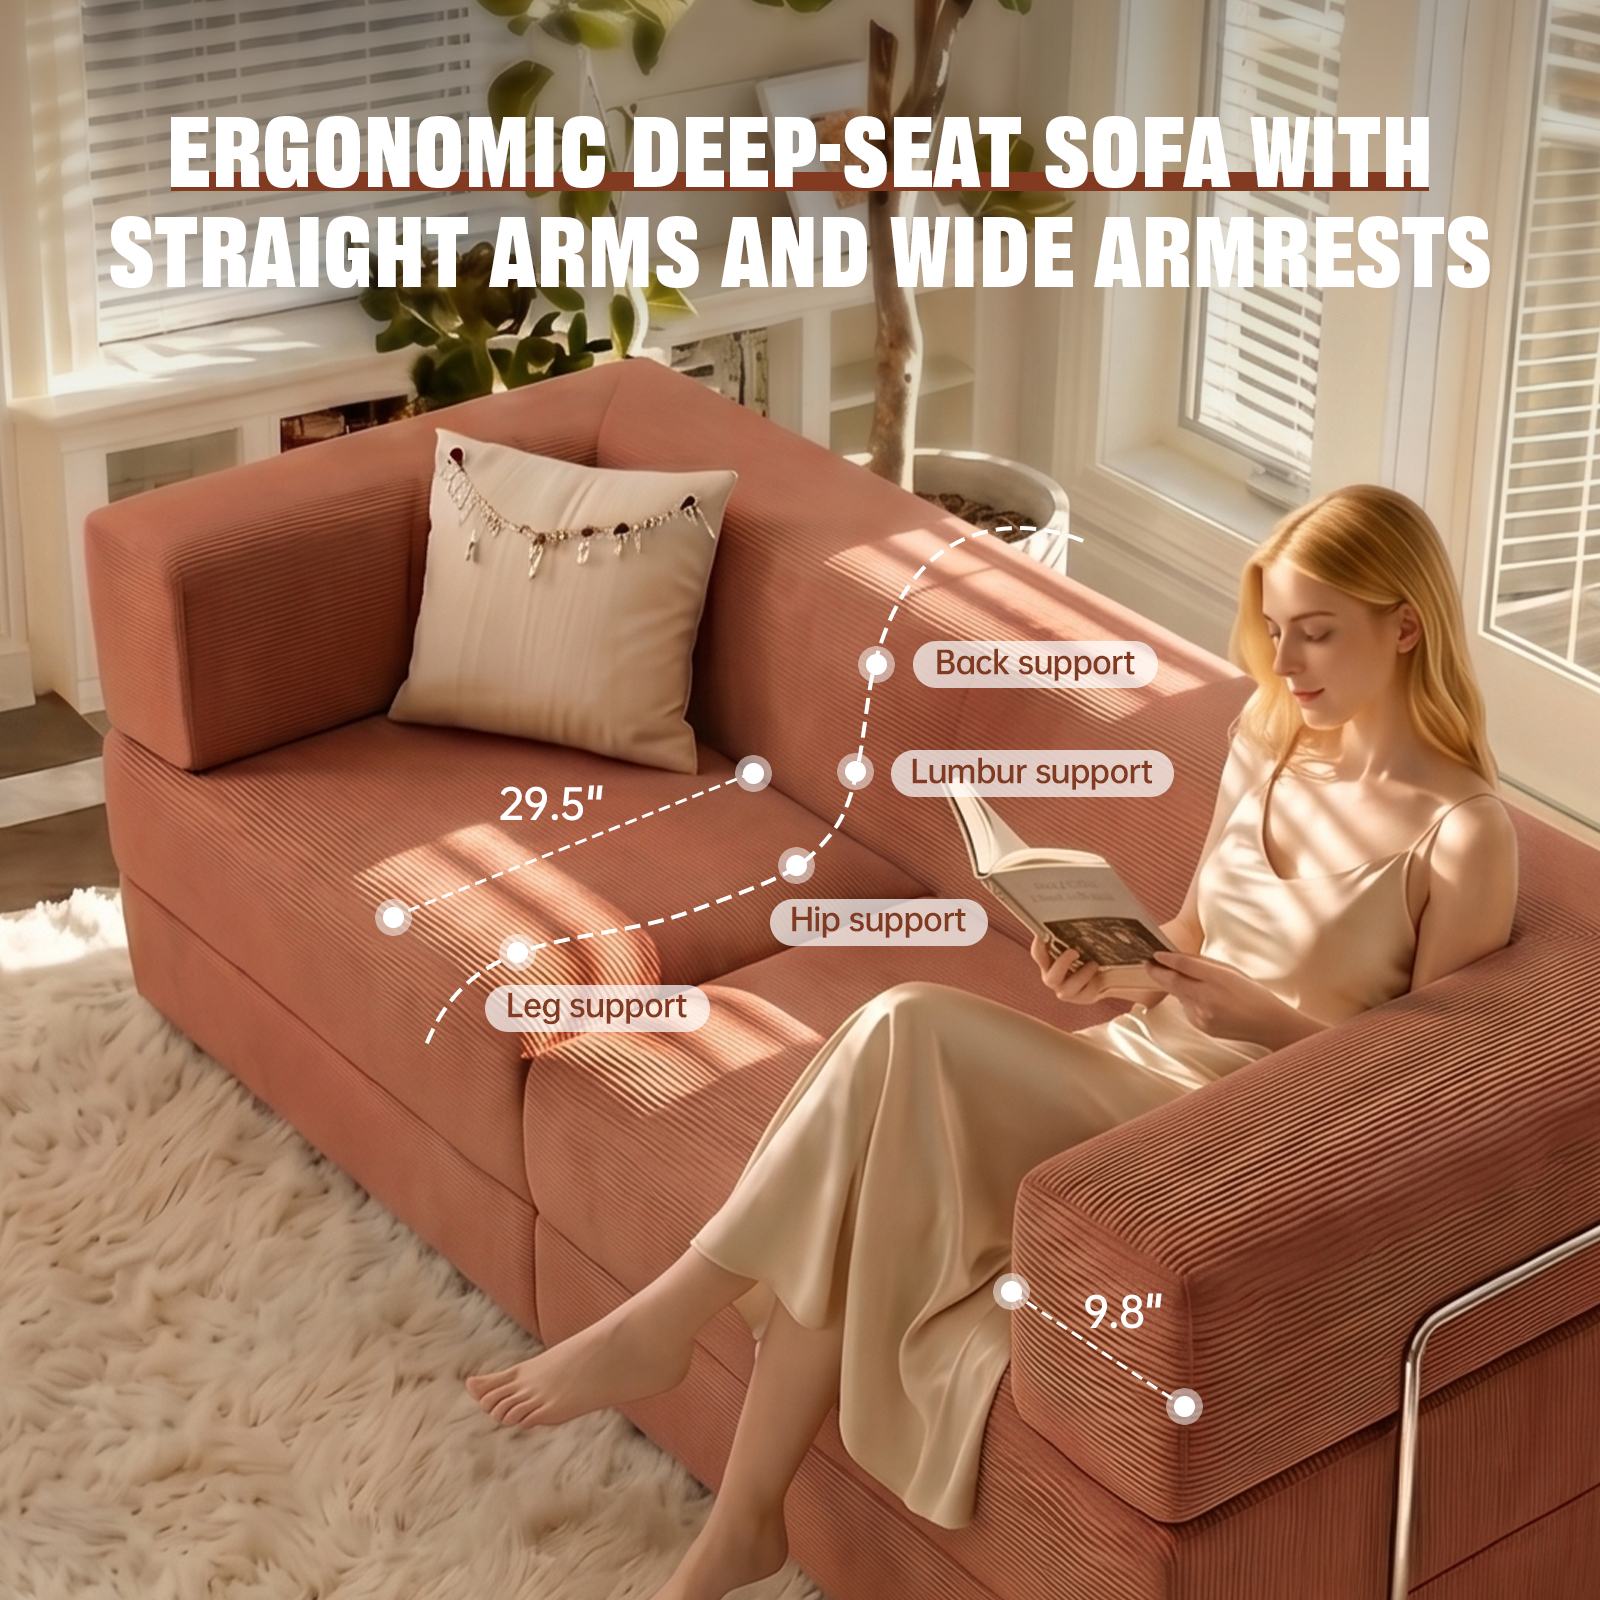 ERGONOMIC DEEP-SEAT SOFA WITH
STRAIGHT ARMS AND WIDE ARMRESTS
Back support
Lumbur support
29.5"
Hip support
Leg support
9.8"